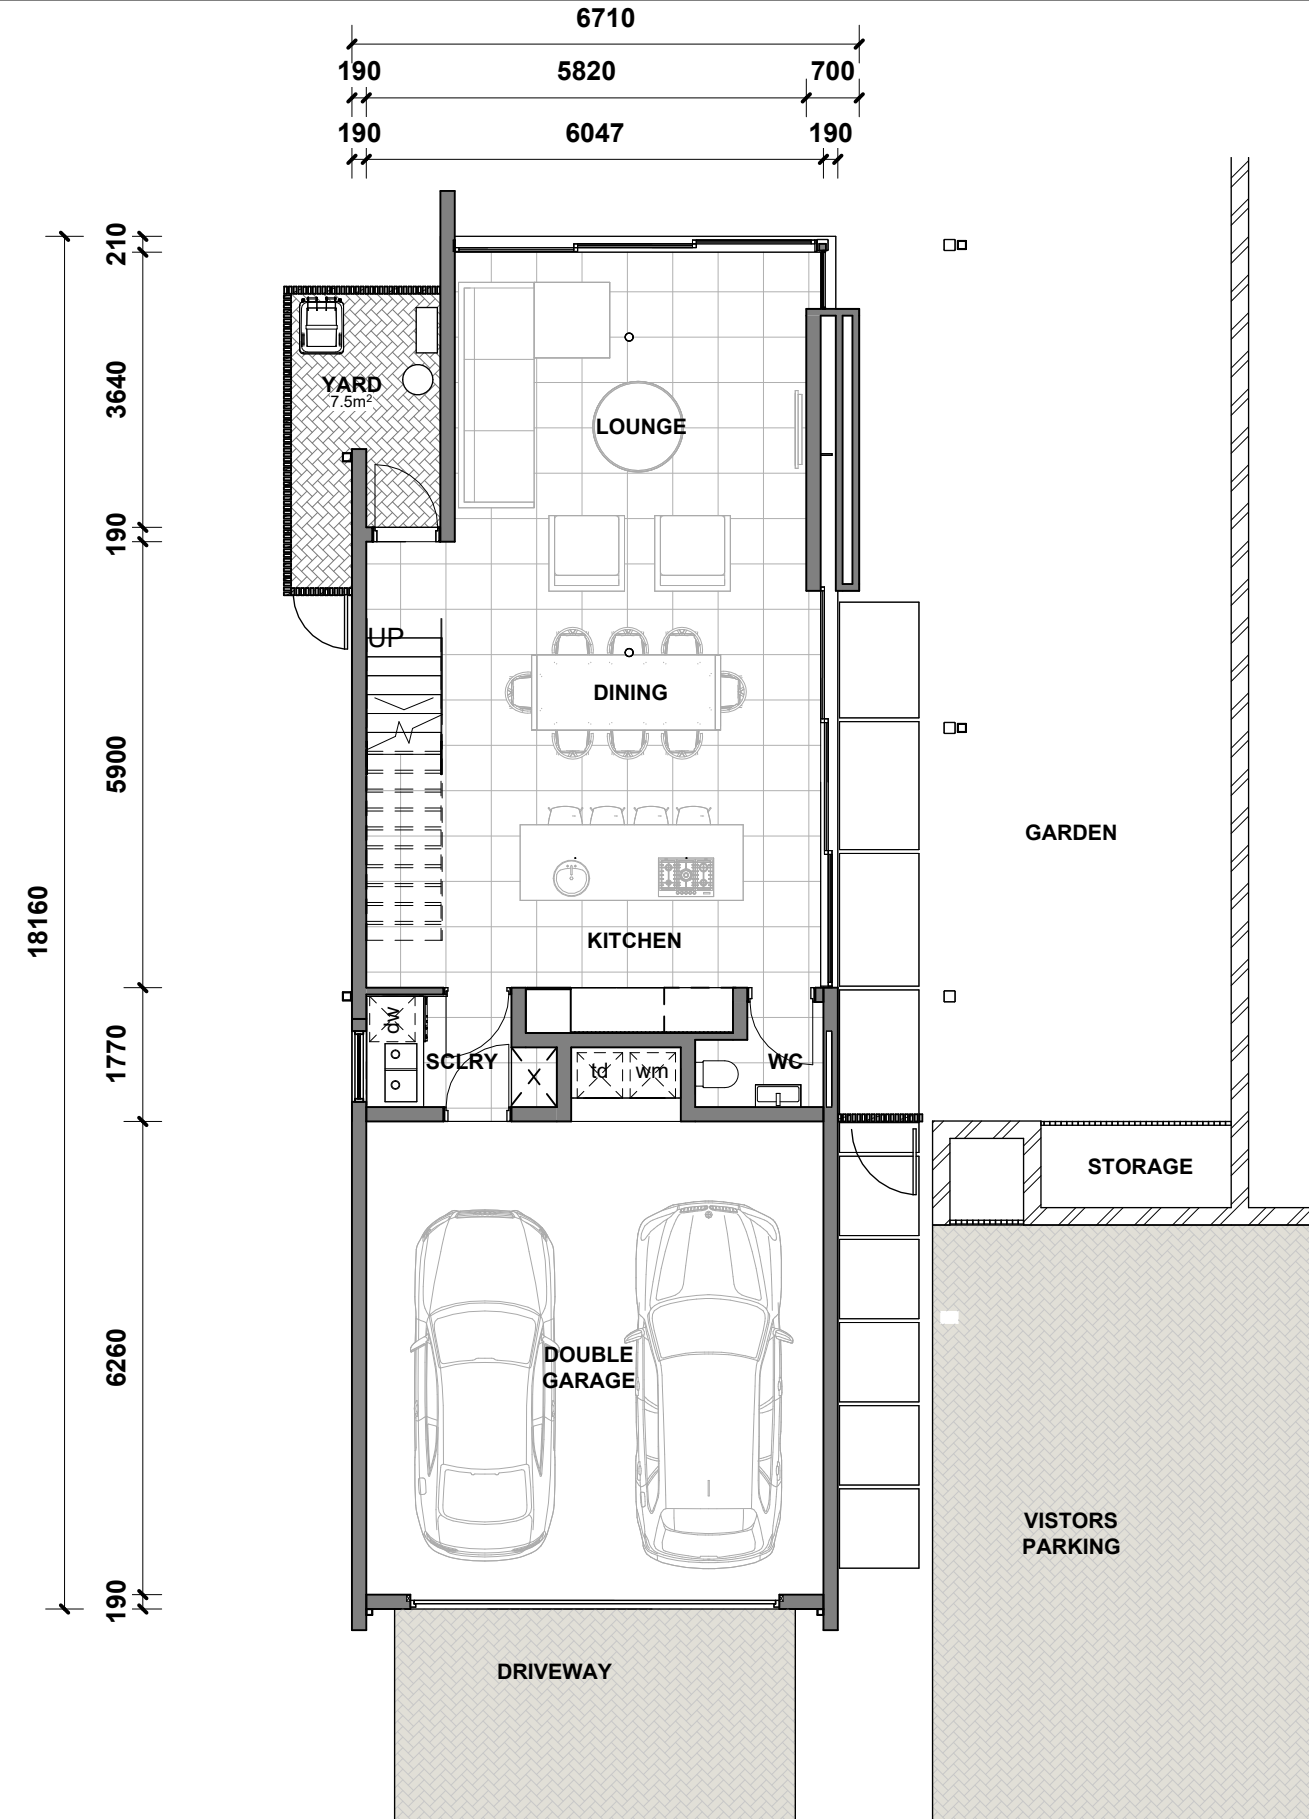 6710
190 5820 700
190 6047 190
210
3640
190
5900
18160
1770
6260
190
YARD
7.5m²
LOUNGE
UP
DINING
GARDEN
KITCHEN
dw
SCLRY
X
td
wm
WC
STORAGE
DOUBLE
GARAGE
VISTORS
PARKING
DRIVEWAY